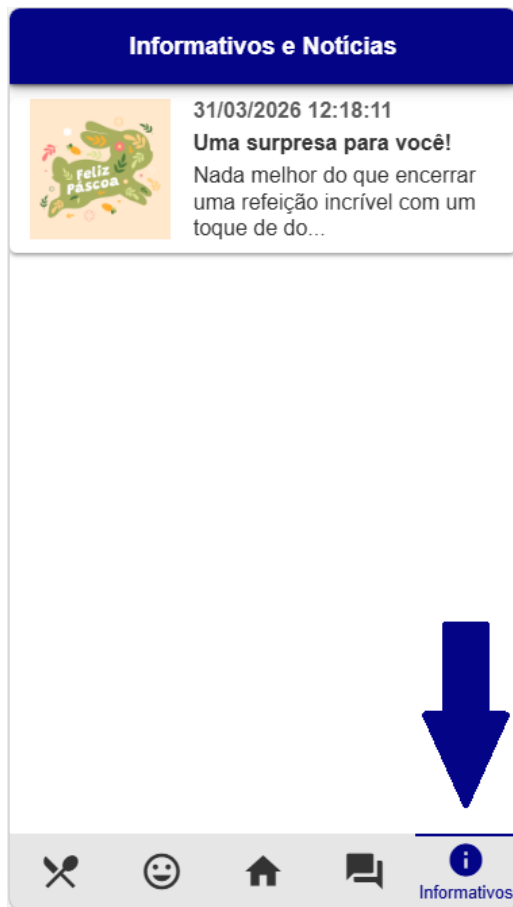 Informativos e Notícias
31/03/2026 12:18:11
Uma surpresa para você!
Nada melhor do que encerrar
uma refeição incrível com um
toque de do...
Feliz
Páscoa
Informativos